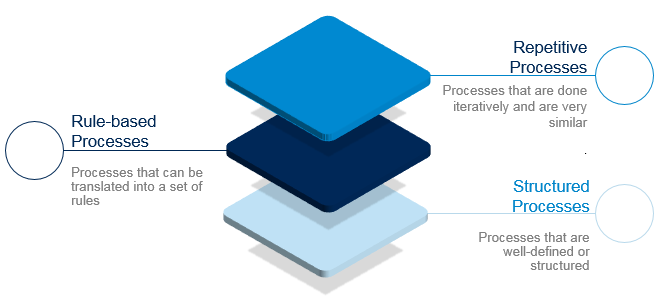 Repetitive
Processes
Processes that are done
iteratively and are very
similar
.
Rule-based
Processes
Processes that can be
translated into a set of
rules
Structured
Processes
Processes that are
well-defined or
structured